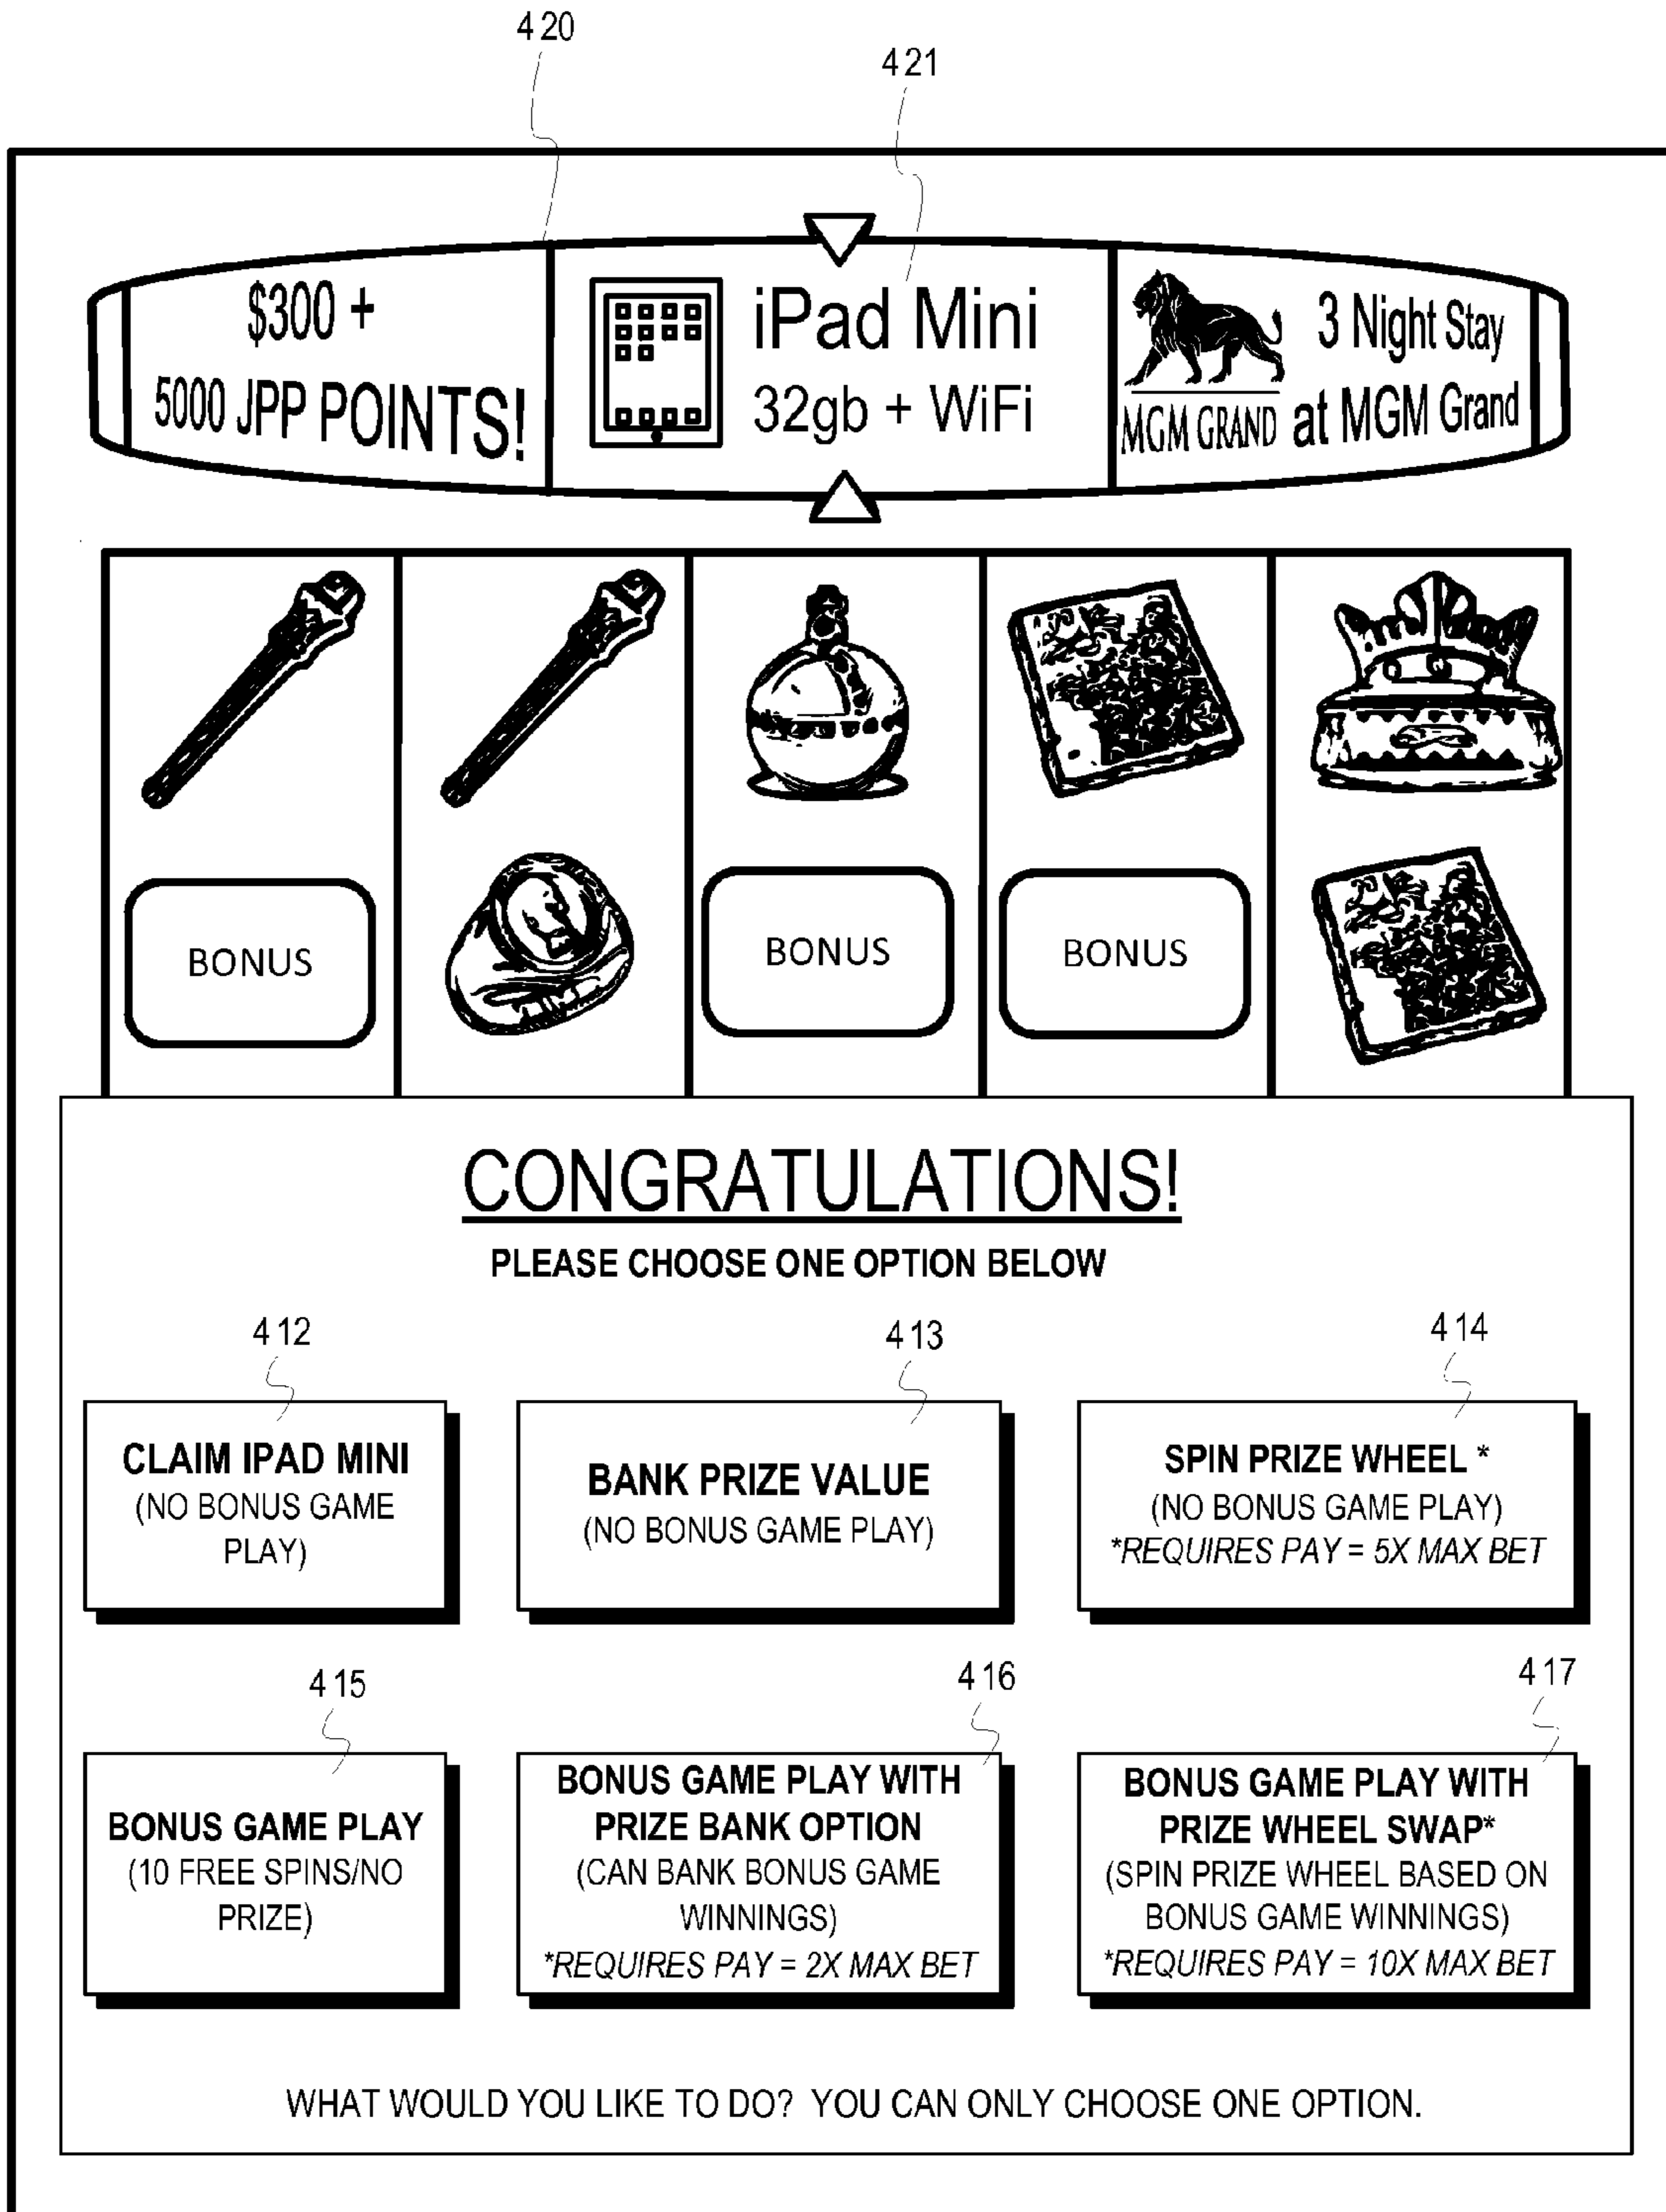 420
421
$300 +
5000 JPP POINTS!
iPad Mini
32gb + WiFi
MGM GRAND
3 Night Stay
at MGM Grand
BONUS
BONUS
BONUS
CONGRATULATIONS!
PLEASE CHOOSE ONE OPTION BELOW
412
413
414
CLAIM IPAD MINI
(NO BONUS GAME
PLAY)
BANK PRIZE VALUE
(NO BONUS GAME PLAY)
SPIN PRIZE WHEEL *
(NO BONUS GAME PLAY)
*REQUIRES PAY = 5X MAX BET
415
416
417
BONUS GAME PLAY
(10 FREE SPINS/NO
PRIZE)
BONUS GAME PLAY WITH
PRIZE BANK OPTION
(CAN BANK BONUS GAME
WINNINGS)
*REQUIRES PAY = 2X MAX BET
BONUS GAME PLAY WITH
PRIZE WHEEL SWAP*
(SPIN PRIZE WHEEL BASED ON
BONUS GAME WINNINGS)
*REQUIRES PAY = 10X MAX BET
WHAT WOULD YOU LIKE TO DO? YOU CAN ONLY CHOOSE ONE OPTION.